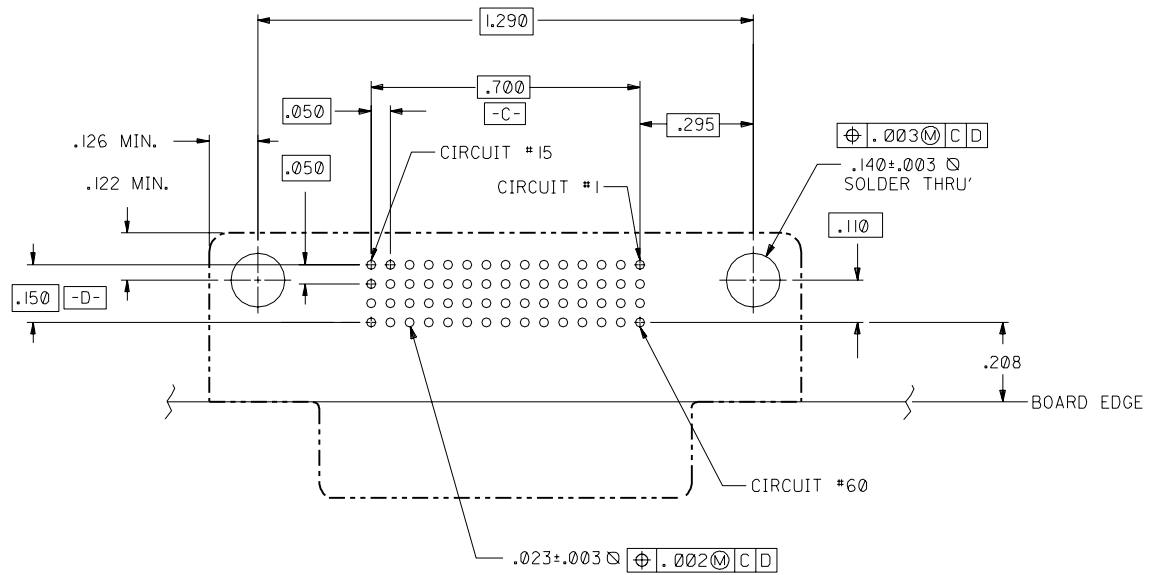 1.290
.700
-C-
.050
.295
.126 MIN.
CIRCUIT #15
⌖ .003Ⓜ C D
.050
.140±.003 ⌀
SOLDER THRU'
.122 MIN.
CIRCUIT #1
.110
.150 -D-
.208
BOARD EDGE
CIRCUIT #60
.023±.003 ⌀ ⌖ .002Ⓜ C D